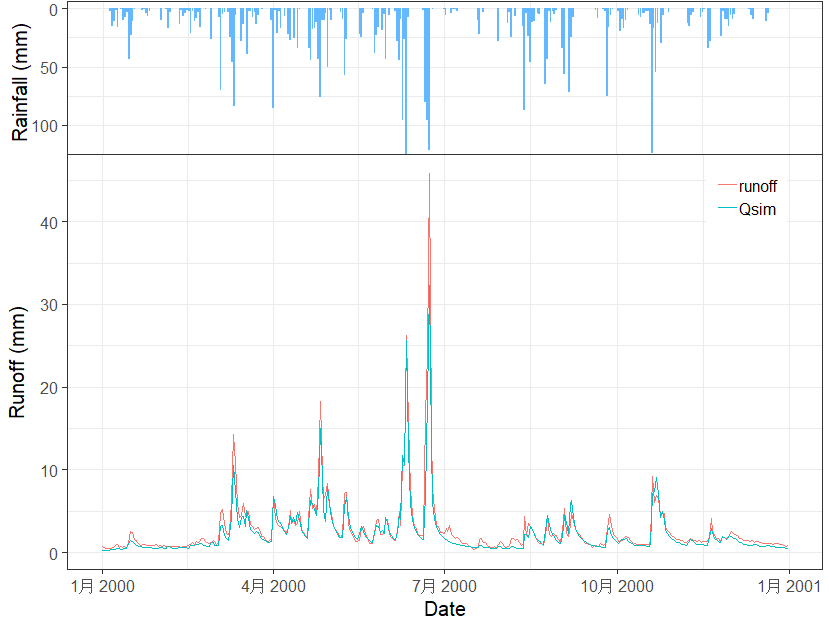 Rainfall (mm)
0
50
100
Runoff (mm)
40
30
20
10
0
runoff
Qsim
1月 2000
4月 2000
7月 2000
10月 2000
1月 2001
Date